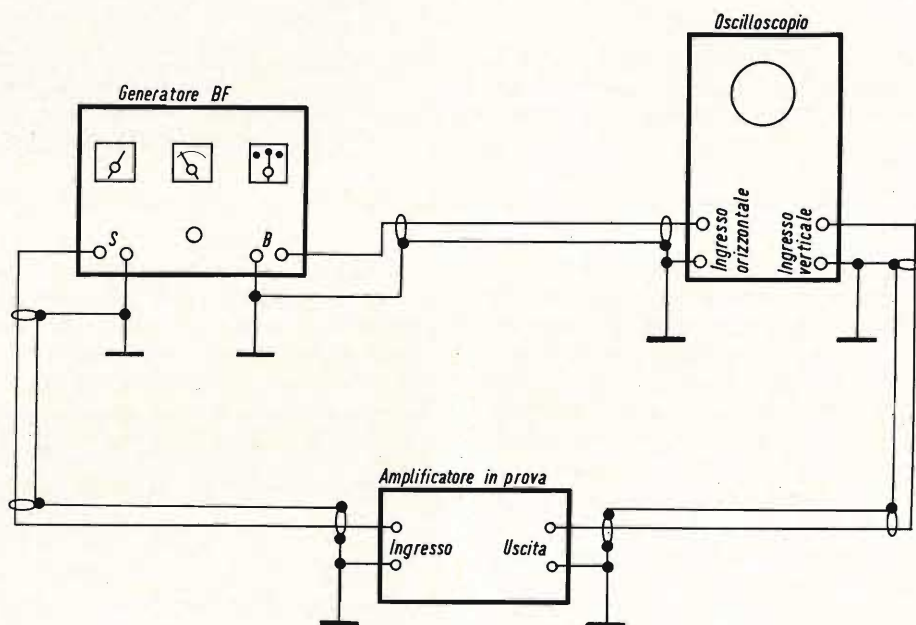 Oscilloscopio
Generatore BF
S
B
Ingresso
orizzontale
Ingresso
verticale
Amplificatore in prova
Ingresso
Uscita